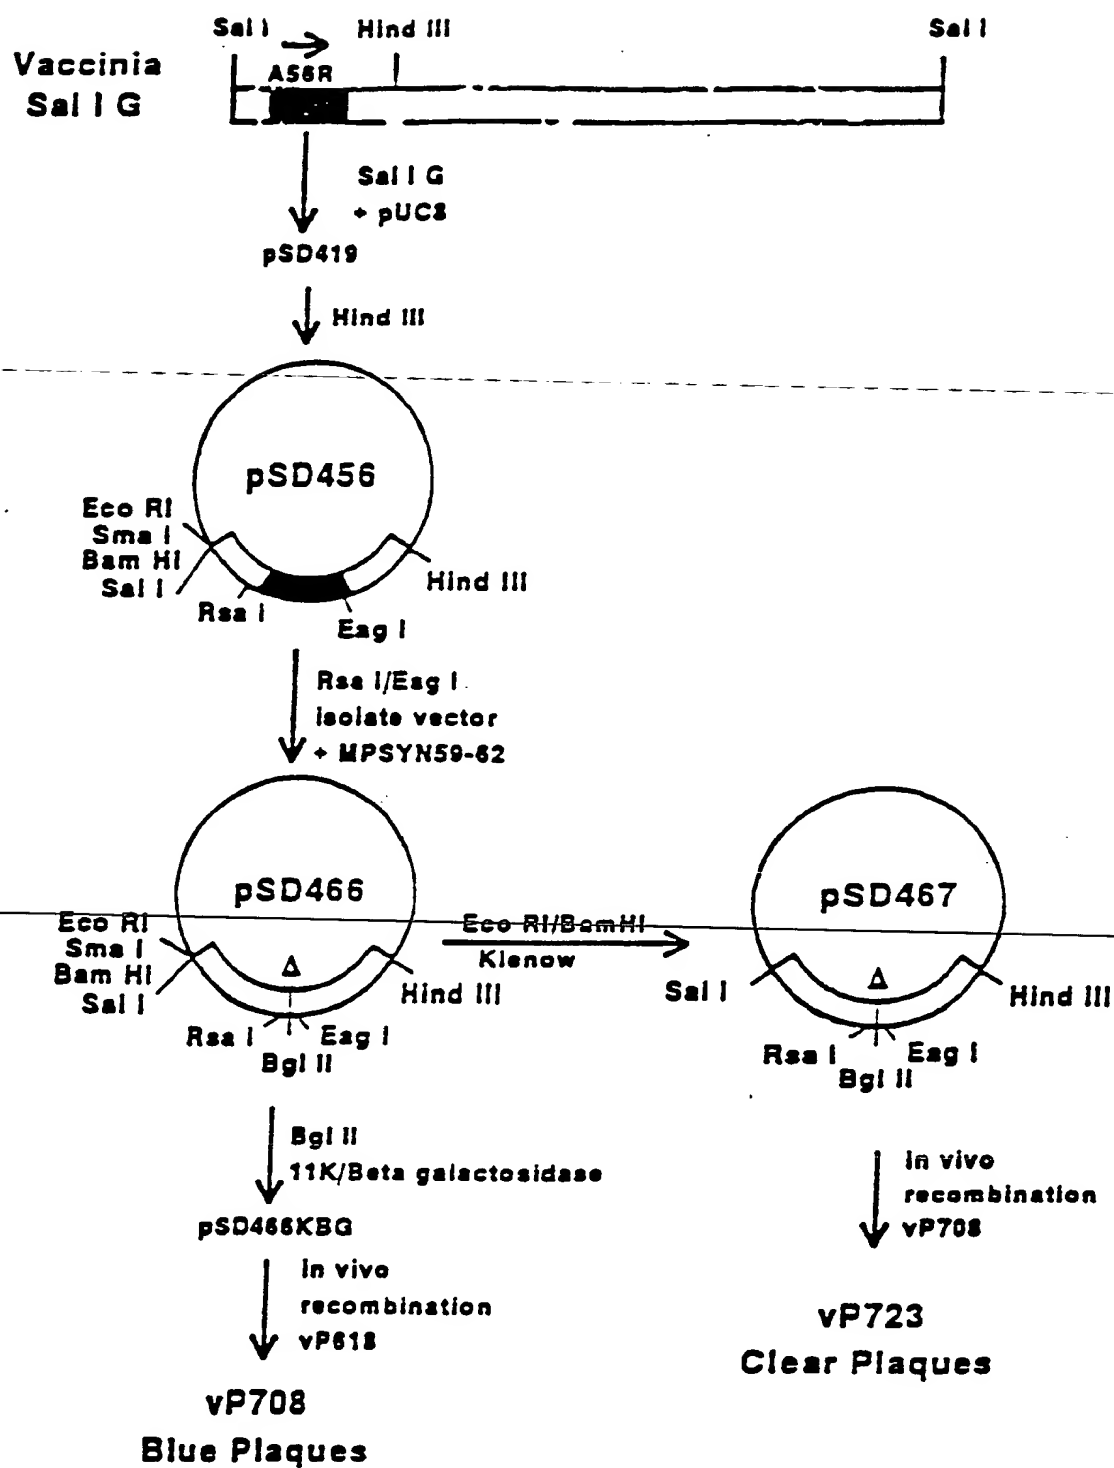 Sal I
Hind III
Sal I
Vaccinia
Sal I G
A56R
Sal I G
+ pUC8
pSD419
Hind III
pSD456
Eco RI
Sma I
Bam HI
Sal I
Rsa I
Eag I
Hind III
Rsa I/Eag I
isolate vector
+ MPSYN59-62
pSD466
Eco RI
Sma I
Bam HI
Sal I
Δ
Rsa I
Eag I
Bgl II
Hind III
Eco RI/BamHI
Klenow
pSD467
Sal I
Δ
Hind III
Rsa I
Eag I
Bgl II
Bgl II
11K/Beta galactosidase
pSD466KBG
in vivo
recombination
vP618
vP708
Blue Plaques
in vivo
recombination
vP708
vP723
Clear Plaques